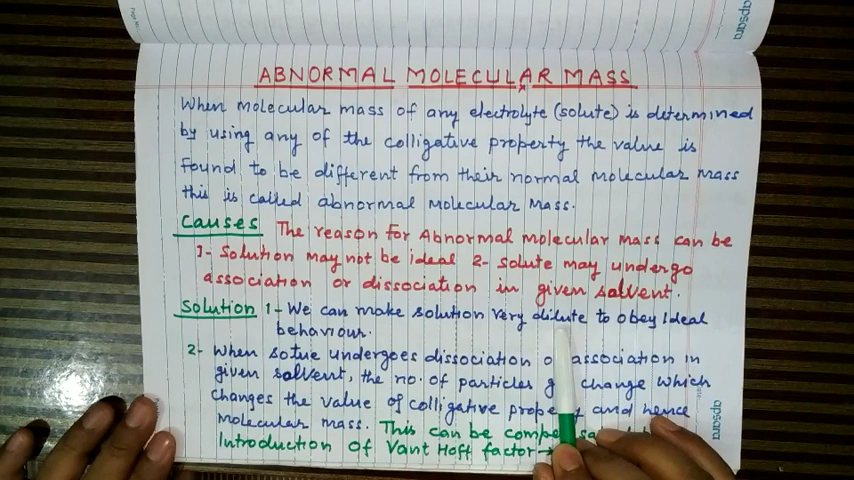 apsara
ABNORMAL MOLECULAR MASS
When molecular mass of any electrolyte (solute) is determined
by using any of the colligative property the value is
found to be different from their normal molecular mass
this is called abnormal molecular Mass.
Causes The reason for Abnormal molecular mass can be
1- Solution may not be ideal 2- solute may undergo
association or dissociation in given solvent.
Solution 1- We can make solution very dilute to obey Ideal
behaviour.
2- When sotue undergoes dissociation association in
given solvent, the no. of particles change which
changes the value of colligative and hence
molecular mass. This can be
Introduction of Vant Hoff factor→
apsara